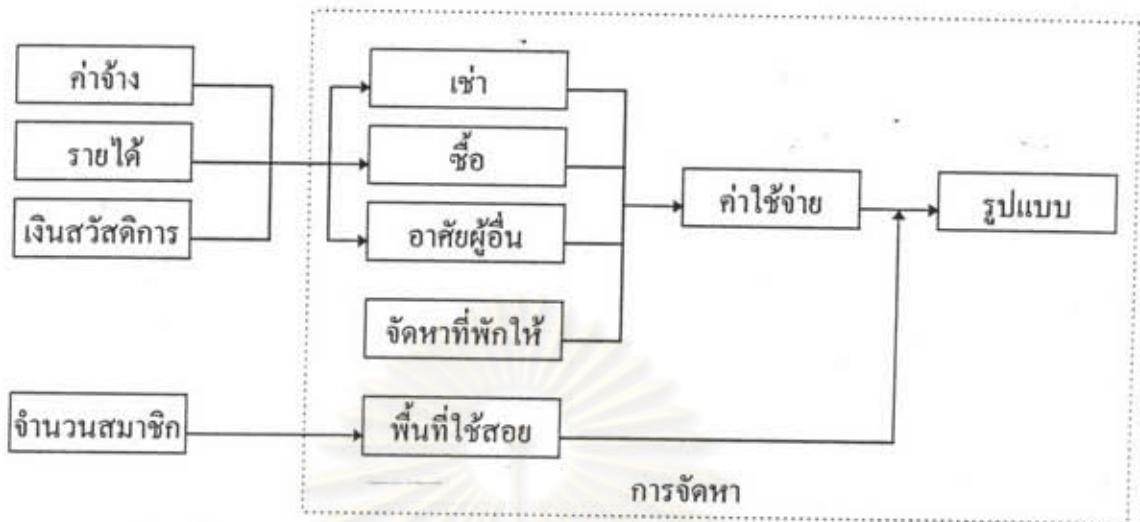 ค่าจ้าง
รายได้
เงินสวัสดิการ
จำนวนสมาชิก
เช่า
ซื้อ
อาศัยผู้อื่น
จัดหาที่พักให้
พื้นที่ใช้สอย
ค่าใช้จ่าย
รูปแบบ
การจัดหา